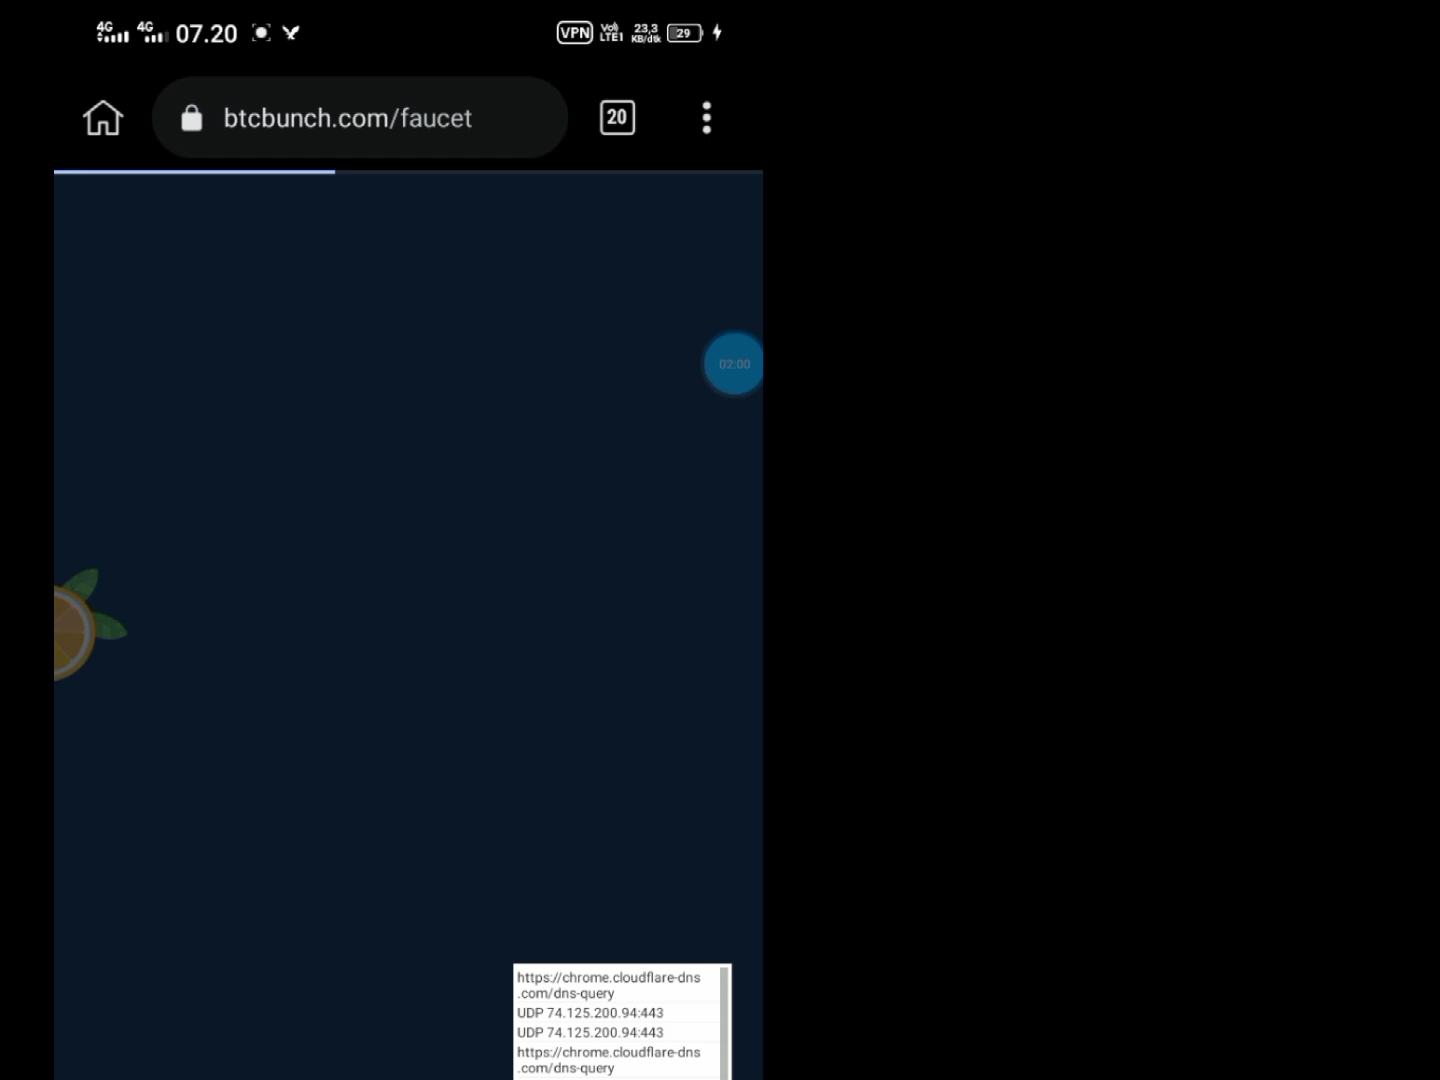 4G 4G 07.20 VPN Vo) LTE1 23,3 KB/dtk 29
btcbunch.com/faucet 20
02:00
https://chrome.cloudflare-dns
.com/dns-query
UDP 74.125.200.94:443
UDP 74.125.200.94:443
https://chrome.cloudflare-dns
.com/dns-query